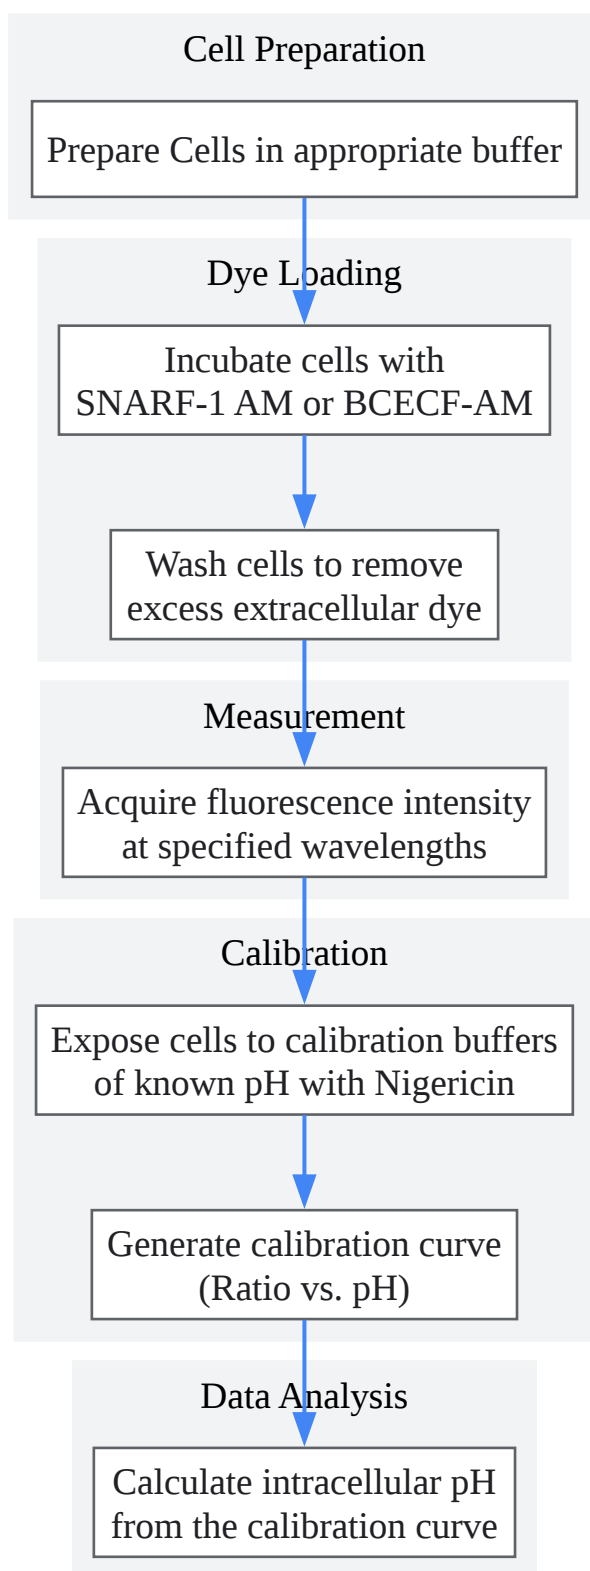 Cell Preparation
Prepare Cells in appropriate buffer
Dye Loading
Incubate cells with
SNARF-1 AM or BCECF-AM
Wash cells to remove
excess extracellular dye
Measurement
Acquire fluorescence intensity
at specified wavelengths
Calibration
Expose cells to calibration buffers
of known pH with Nigericin
Generate calibration curve
(Ratio vs. pH)
Data Analysis
Calculate intracellular pH
from the calibration curve